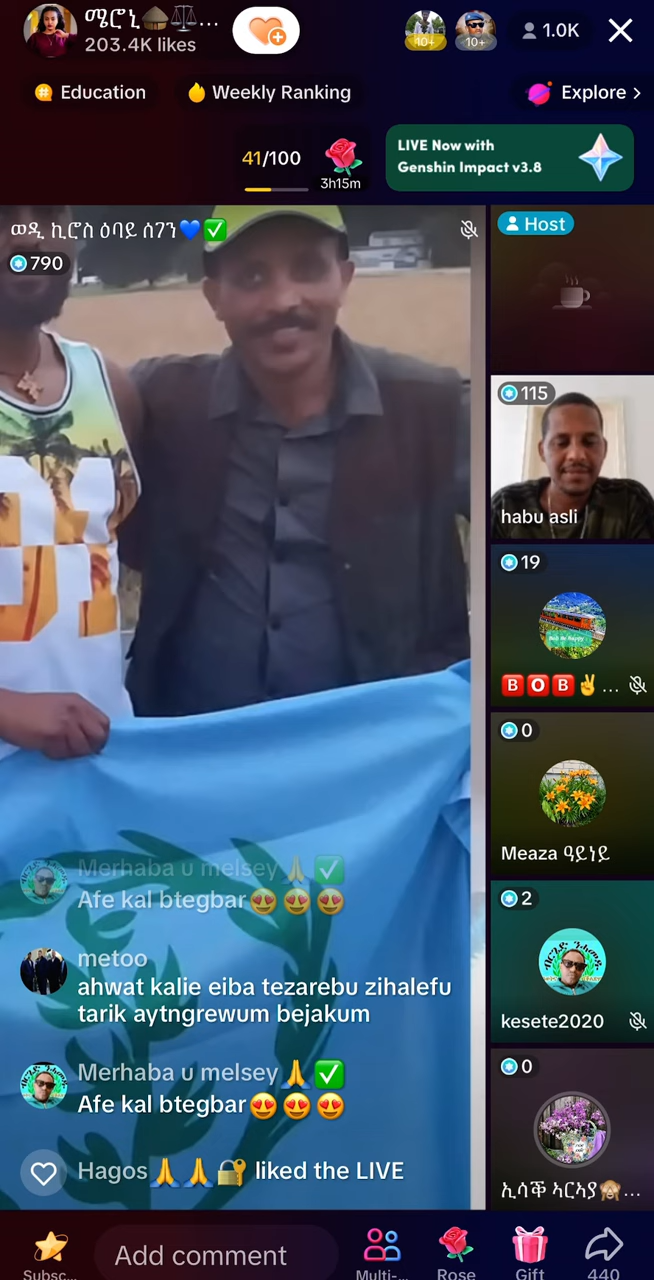 ሜሮኒ🛖⚖️...
203.4K likes
10+
10+
1.0K
Education
Weekly Ranking
Explore >
41/100
3h15m
LIVE Now with
Genshin Impact v3.8
ወዲ ኪሮስ ዕባይ ሰገን💙✅
790
Host
115
habu asli
19
🅱🅾🅱✌️...
0
Meaza ዓይነይ
2
kesete2020
0
ኢሳቕ ኣርኣያ🙈...
Merhaba u melsey🙏✅
Afe kal btegbar😍😍😍
metoo
ahwat kalie eiba tezarebu zihalefu
tarik aytngrewum bejakum
Merhaba u melsey🙏✅
Afe kal btegbar😍😍😍
Hagos🙏🙏🔐 liked the LIVE
Subsc...
Add comment
Multi-...
Rose
Gift
440